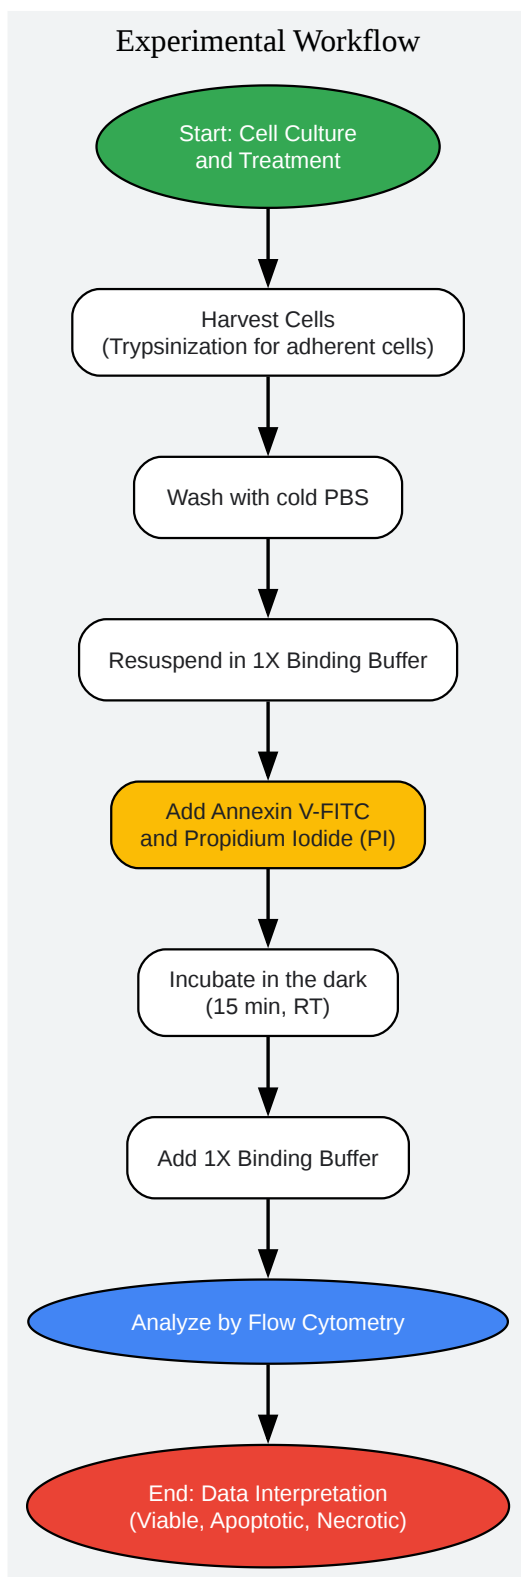 Experimental Workflow
Start: Cell Culture
and Treatment
Harvest Cells
(Trypsinization for adherent cells)
Wash with cold PBS
Resuspend in 1X Binding Buffer
Add Annexin V-FITC
and Propidium Iodide (PI)
Incubate in the dark
(15 min, RT)
Add 1X Binding Buffer
Analyze by Flow Cytometry
End: Data Interpretation
(Viable, Apoptotic, Necrotic)